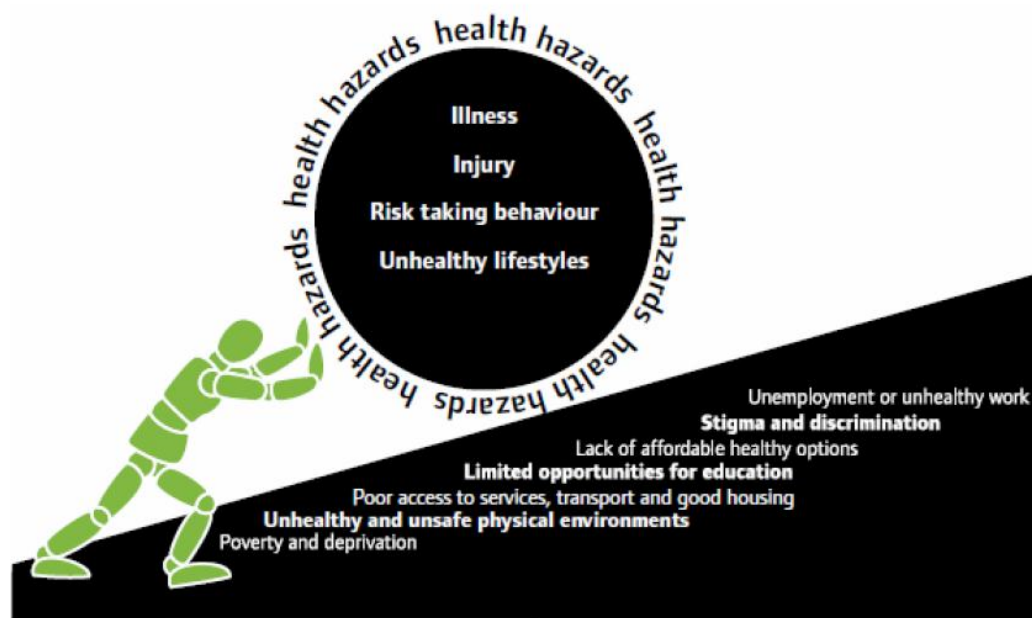 health hazards health hazards health hazards health hazards health hazards
Illness
Injury
Risk taking behaviour
Unhealthy lifestyles
Unemployment or unhealthy work
Stigma and discrimination
Lack of affordable healthy options
Limited opportunities for education
Poor access to services, transport and good housing
Unhealthy and unsafe physical environments
Poverty and deprivation